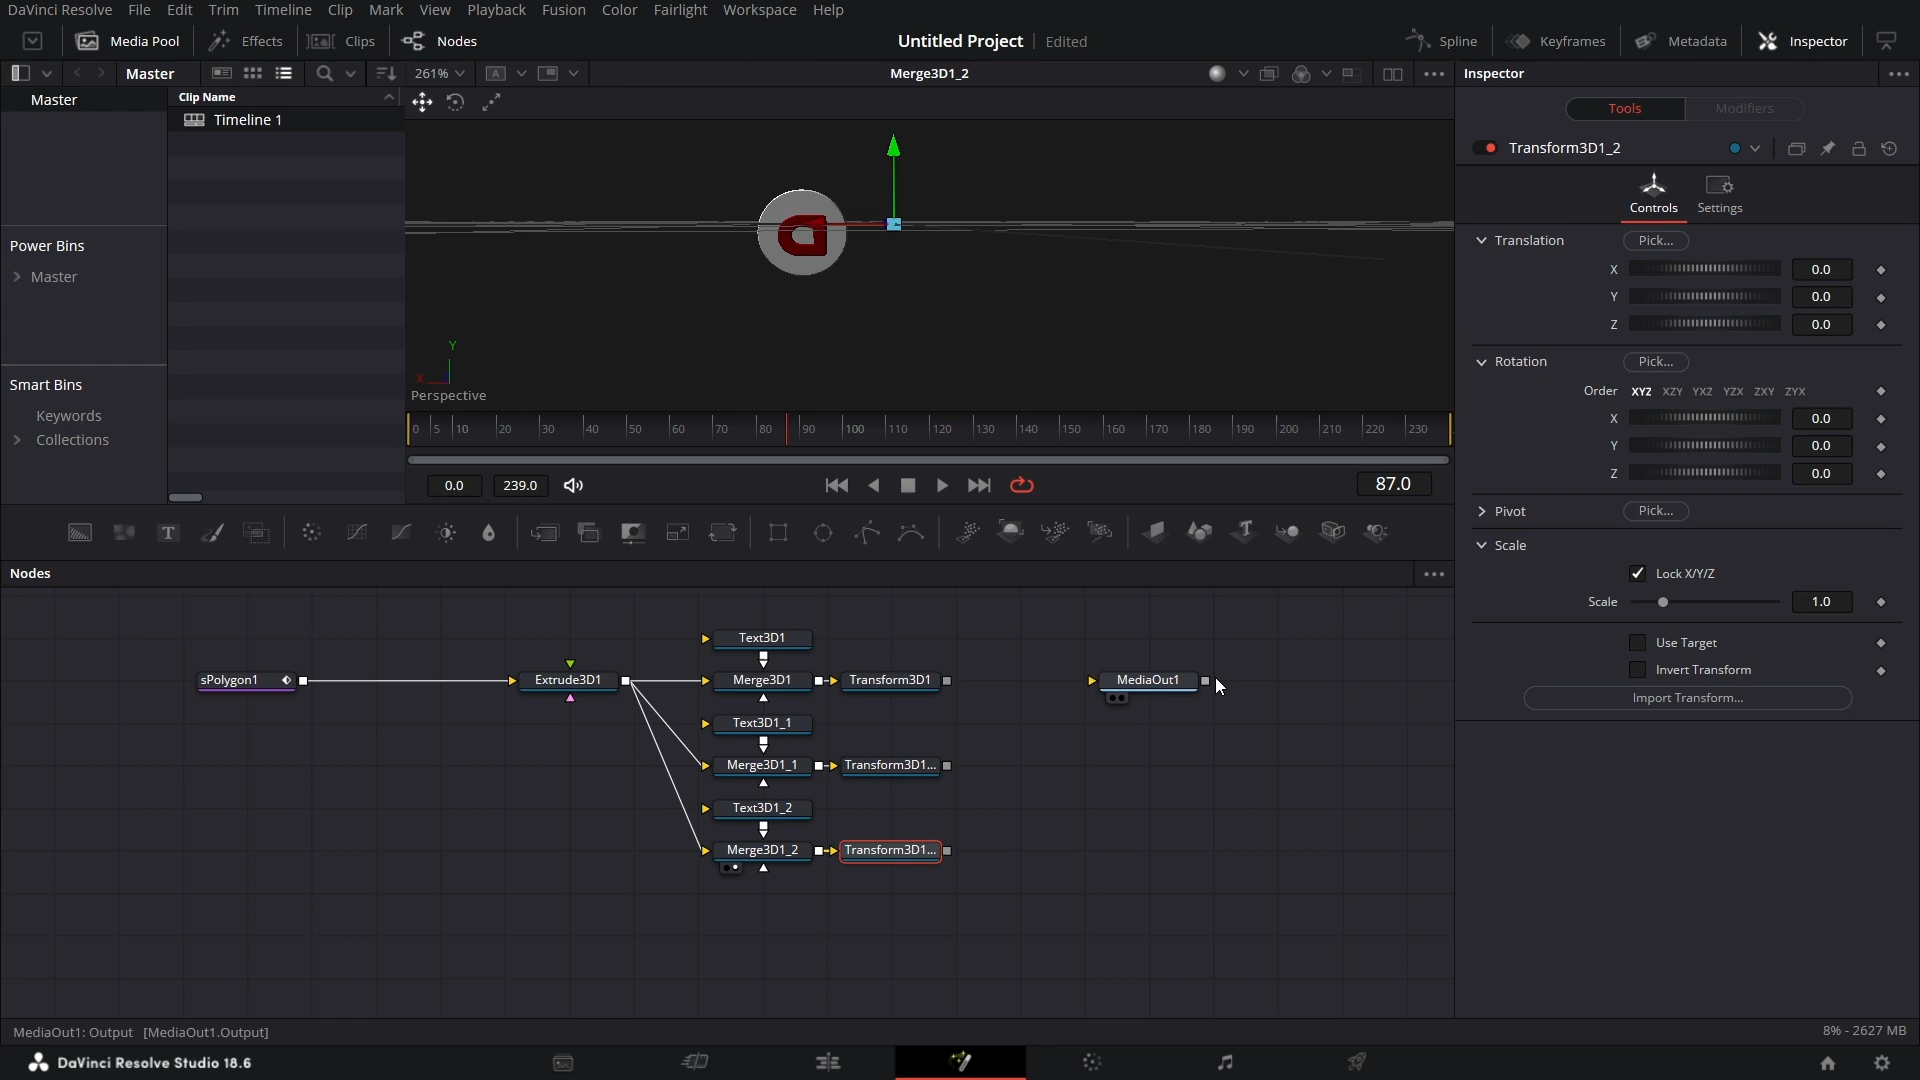 DaVinci Resolve File Edit Trim Timeline Clip Mark View Playback Fusion Color Fairlight Workspace Help
Media Pool Effects Clips Nodes Untitled Project Edited Spline Keyframes Metadata Inspector
Master 261% A Merge3D1_2 Inspector
Master Clip Name
Timeline 1
Tools Modifiers
Transform3D1_2
Controls Settings
Power Bins
Master
Translation Pick...
X 0.0
Y 0.0
Z 0.0
Smart Bins
Keywords
Collections
Y
X
Perspective
Rotation Pick...
Order XYZ XZY YXZ YZX ZXY ZYX
X 0.0
Y 0.0
Z 0.0
0 5 10 20 30 40 50 60 70 80 90 100 110 120 130 140 150 160 170 180 190 200 210 220 230
0.0 239.0 87.0
Pivot Pick...
Scale
Lock X/Y/Z
Scale 1.0
Use Target
Invert Transform
Import Transform...
T T
Nodes
Text3D1
sPolygon1 Extrude3D1 Merge3D1 Transform3D1 MediaOut1
Text3D1_1
Merge3D1_1 Transform3D1...
Text3D1_2
Merge3D1_2 Transform3D1...
MediaOut1: Output [MediaOut1.Output] 8% - 2627 MB
DaVinci Resolve Studio 18.6